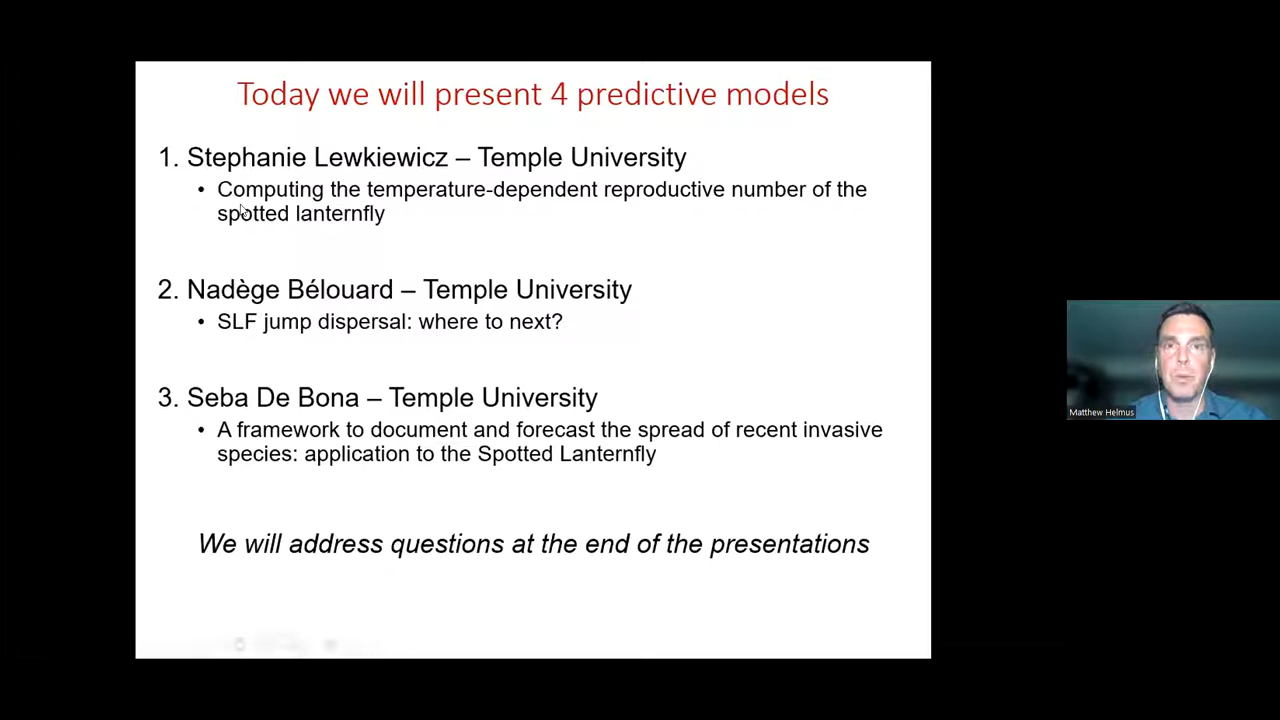 Today we will present 4 predictive models
1. Stephanie Lewkiewicz – Temple University
• Computing the temperature-dependent reproductive number of the
spotted lanternfly
2. Nadège Bélouard – Temple University
• SLF jump dispersal: where to next?
3. Seba De Bona – Temple University
• A framework to document and forecast the spread of recent invasive
species: application to the Spotted Lanternfly
We will address questions at the end of the presentations
Matthew Helmus